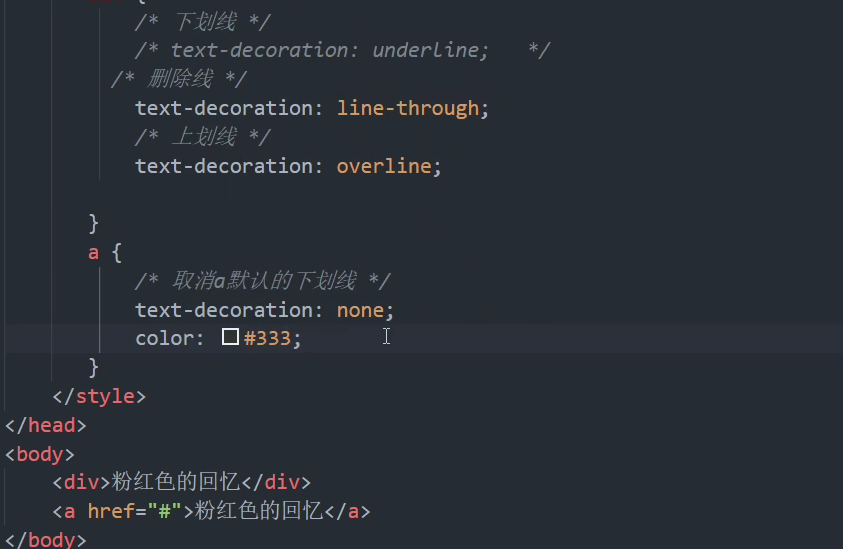 {
/* 下划线 */
/* text-decoration: underline;   */
/* 删除线 */
text-decoration: line-through;
/* 上划线 */
text-decoration: overline;
}
a {
/* 取消a默认的下划线 */
text-decoration: none;
color: #333;
}
</style>
</head>
<body>
<div>粉红色的回忆</div>
<a href="#">粉红色的回忆</a>
</body>